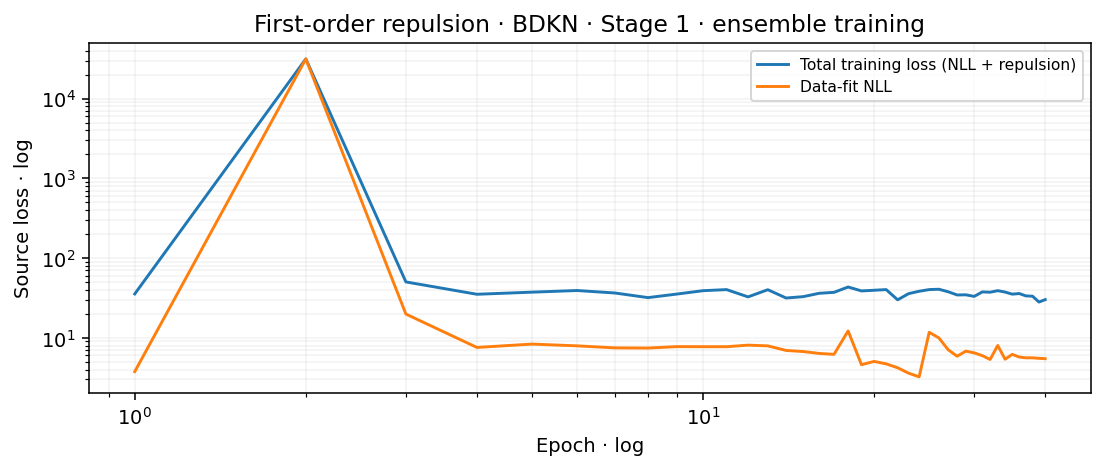 First-order repulsion · BDKN · Stage 1 · ensemble training
Total training loss (NLL + repulsion)
Data-fit NLL
Source loss · log
10⁴
10³
10²
10¹
10⁰
10¹
Epoch · log